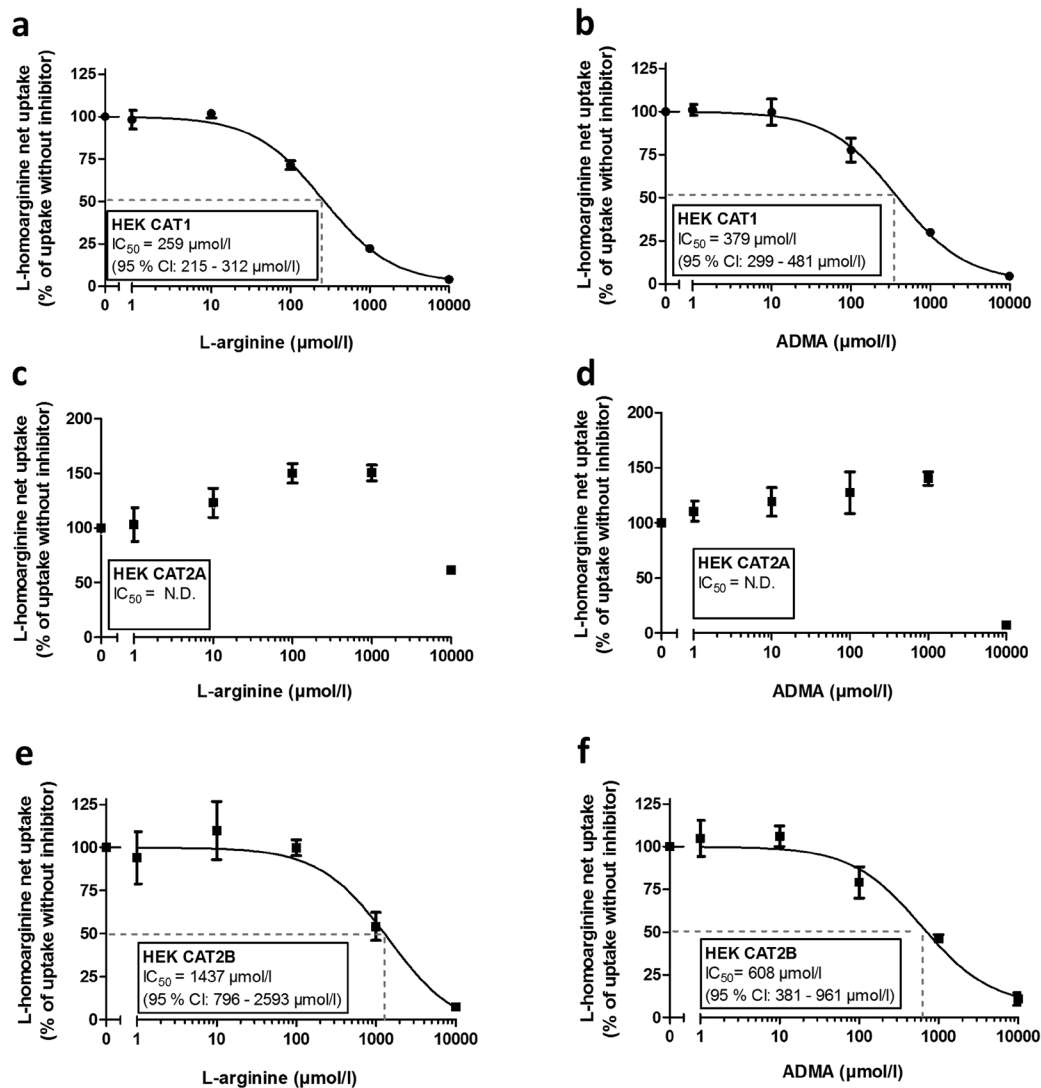 a
L-homoarginine net uptake
(% of uptake without inhibitor)
125
100
75
50
25
0
HEK CAT1
IC50 = 259 µmol/l
(95 % CI: 215 - 312 µmol/l)
0 1 10 100 1000 10000
L-arginine (µmol/l)
b
L-homoarginine net uptake
(% of uptake without inhibitor)
125
100
75
50
25
0
HEK CAT1
IC50 = 379 µmol/l
(95 % CI: 299 - 481 µmol/l)
0 1 10 100 1000 10000
ADMA (µmol/l)
c
L-homoarginine net uptake
(% of uptake without inhibitor)
200
150
100
50
0
HEK CAT2A
IC50 = N.D.
0 1 10 100 1000 10000
L-arginine (µmol/l)
d
L-homoarginine net uptake
(% of uptake without inhibitor)
200
150
100
50
0
HEK CAT2A
IC50 = N.D.
0 1 10 100 1000 10000
ADMA (µmol/l)
e
L-homoarginine net uptake
(% of uptake without inhibitor)
125
100
75
50
25
0
HEK CAT2B
IC50 = 1437 µmol/l
(95 % CI: 796 - 2593 µmol/l)
0 1 10 100 1000 10000
L-arginine (µmol/l)
f
L-homoarginine net uptake
(% of uptake without inhibitor)
125
100
75
50
25
0
HEK CAT2B
IC50= 608 µmol/l
(95 % CI: 381 - 961 µmol/l)
0 1 10 100 1000 10000
ADMA (µmol/l)